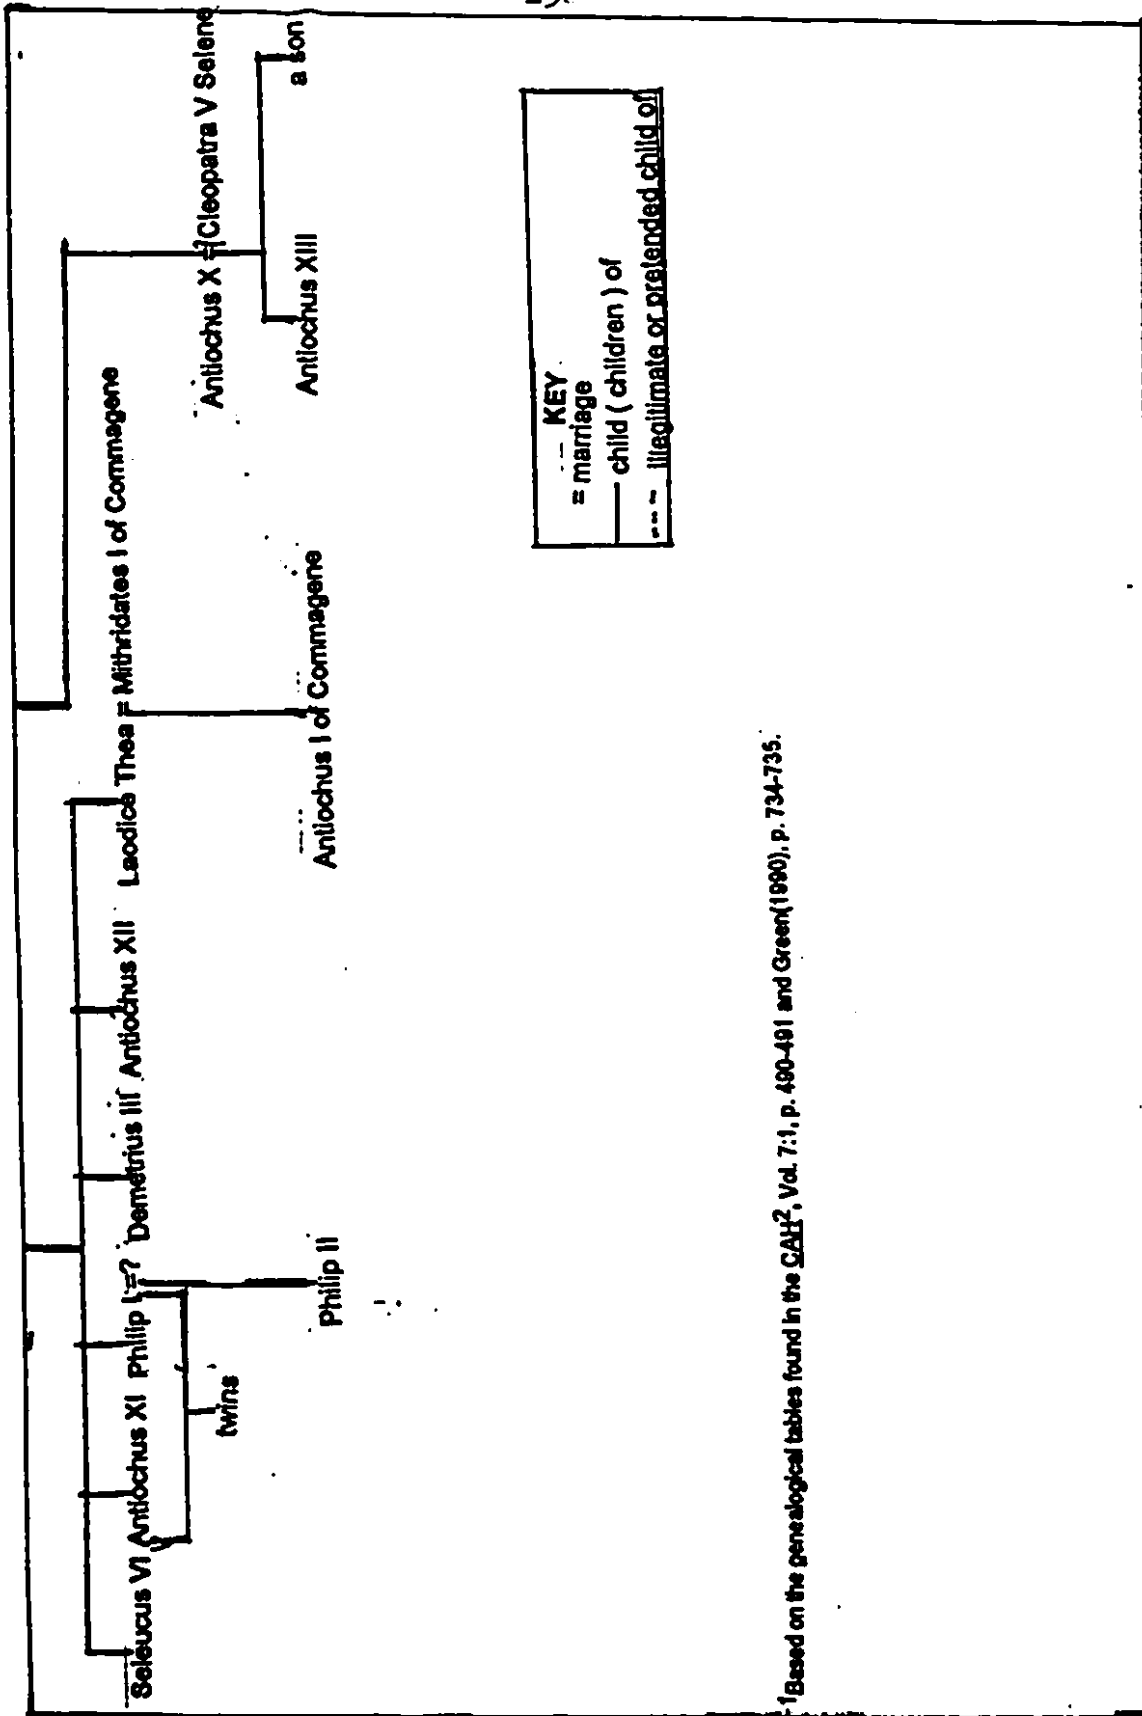 Antiochus X = Cleopatra V Selene
Seleucus VI Antiochus XI Philip I =? Demetrius III Antiochus XII Laodice Thea = Mithridates I of Commagene
twins
Philip II
Antiochus I of Commagene
Antiochus XIII
a son
KEY
= marriage
child ( children ) of
--- illegitimate or pretended child of
1Based on the genealogical tables found in the CAH2, Vol. 7:1, p. 490-491 and Green(1990), p. 734-735.